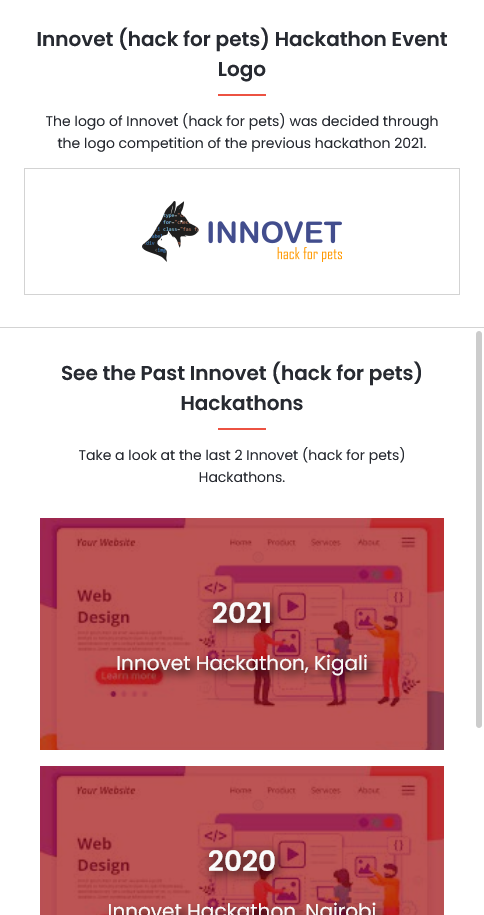 Innovet (hack for pets) Hackathon Event
Logo
The logo of Innovet (hack for pets) was decided through
the logo competition of the previous hackathon 2021.
INNOVET
hack for pets
See the Past Innovet (hack for pets)
Hackathons
Take a look at the last 2 Innovet (hack for pets)
Hackathons.
Your Website
Home Product Services About
Web
Design
</>
{}
2021
Innovet Hackathon, Kigali
Learn more
Your Website
Home Product Services About
Web
Design
</>
{}
2020
Innovet Hackathon, Nairobi